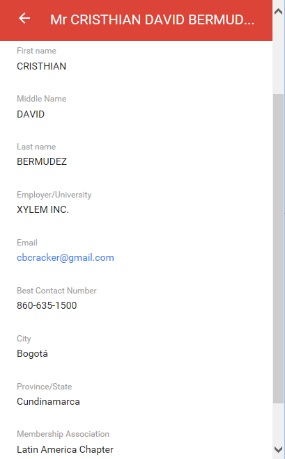 Mr CRISTHIAN DAVID BERMUD...
First name
CRISTHIAN
Middle Name
DAVID
Last name
BERMUDEZ
Employer/University
XYLEM INC.
Email
cbcracker@gmail.com
Best Contact Number
860-635-1500
City
Bogotá
Province/State
Cundinamarca
Membership Association
Latin America Chapter